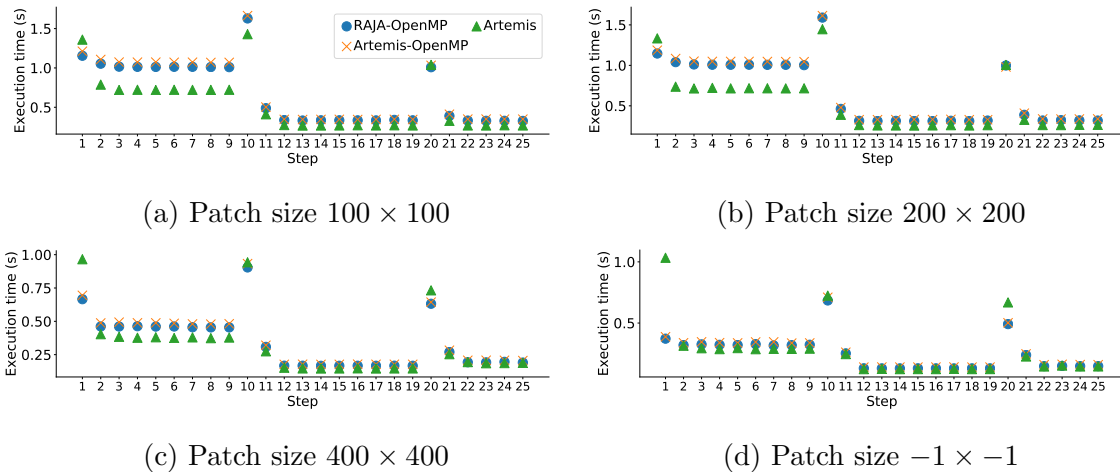 1.5
1.0
0.5
Execution time (s)
RAJA-OpenMP
Artemis-OpenMP
Artemis
1 2 3 4 5 6 7 8 9 10 11 12 13 14 15 16 17 18 19 20 21 22 23 24 25
Step
(a) Patch size 100 × 100
1.5
1.0
0.5
Execution time (s)
1 2 3 4 5 6 7 8 9 10 11 12 13 14 15 16 17 18 19 20 21 22 23 24 25
Step
(b) Patch size 200 × 200
1.00
0.75
0.50
0.25
Execution time (s)
1 2 3 4 5 6 7 8 9 10 11 12 13 14 15 16 17 18 19 20 21 22 23 24 25
Step
(c) Patch size 400 × 400
1.0
0.5
Execution time (s)
1 2 3 4 5 6 7 8 9 10 11 12 13 14 15 16 17 18 19 20 21 22 23 24 25
Step
(d) Patch size −1 × −1